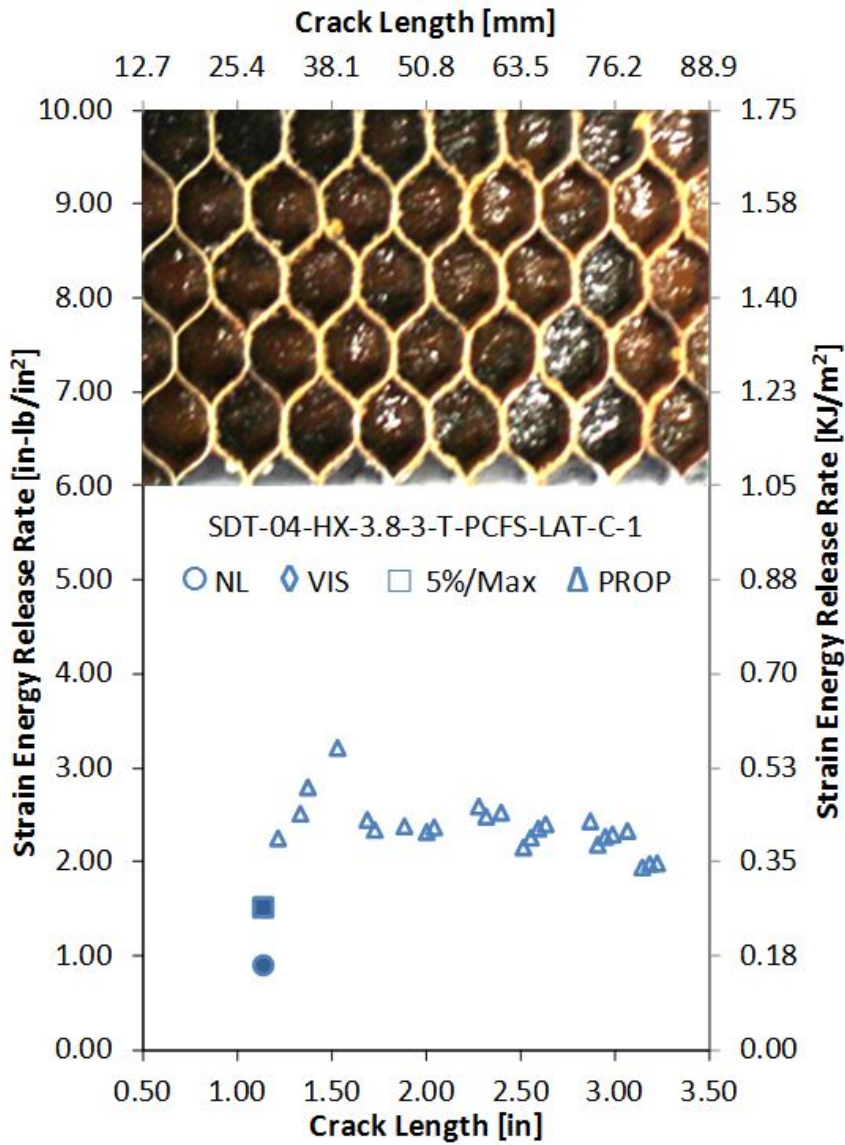 Crack Length [mm]
12.7 25.4 38.1 50.8 63.5 76.2 88.9
10.00 1.75
9.00 1.58
8.00 1.40
7.00 1.23
6.00 1.05
SDT-04-HX-3.8-3-T-PCFS-LAT-C-1
5.00 NL VIS 5%/Max PROP 0.88
4.00 0.70
3.00 0.53
2.00 0.35
1.00 0.18
0.00 0.00
Strain Energy Release Rate [in-lb/in²]
Strain Energy Release Rate [KJ/m²]
0.50 1.00 1.50 2.00 2.50 3.00 3.50
Crack Length [in]